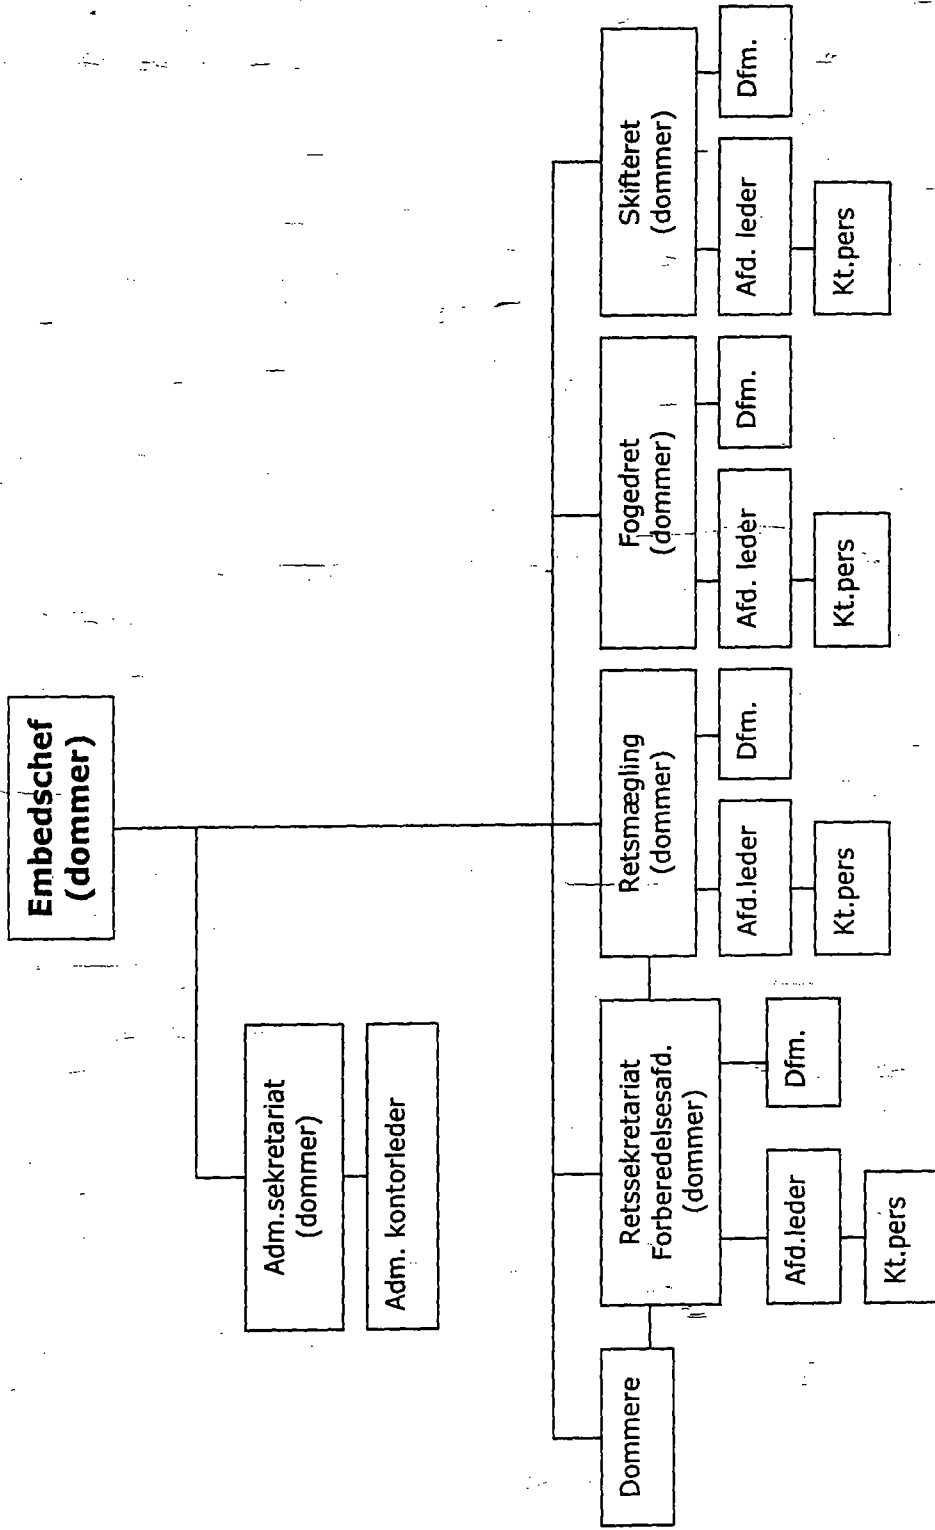 Embedschef
(dommer)
Adm.sekretariat
(dommer)
Adm. kontorleder
Dommere
Retssekretariat
Forberedelsesafd.
(dommer)
Afd.leder
Dfm.
Kt.pers
Retsmægling
(dommer)
Afd.leder
Dfm.
Kt.pers
Fogedret
(dommer)
Afd. leder
Dfm.
Kt.pers
Skifteret
(dommer)
Afd. leder
Dfm.
Kt.pers